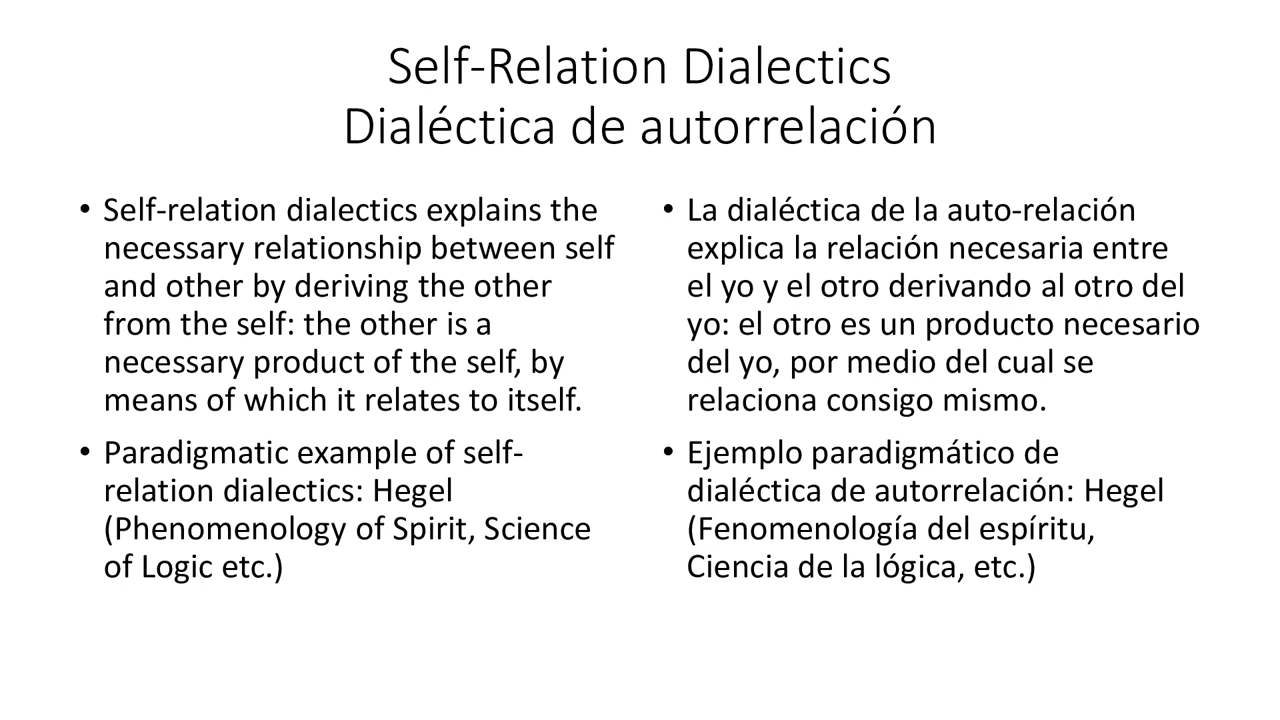 Self-Relation Dialectics
Dialéctica de autorrelación
• Self-relation dialectics explains the
necessary relationship between self
and other by deriving the other
from the self: the other is a
necessary product of the self, by
means of which it relates to itself.
• Paradigmatic example of self-
relation dialectics: Hegel
(Phenomenology of Spirit, Science
of Logic etc.)
• La dialéctica de la auto-relación
explica la relación necesaria entre
el yo y el otro derivando al otro del
yo: el otro es un producto necesario
del yo, por medio del cual se
relaciona consigo mismo.
• Ejemplo paradigmático de
dialéctica de autorrelación: Hegel
(Fenomenología del espíritu,
Ciencia de la lógica, etc.)